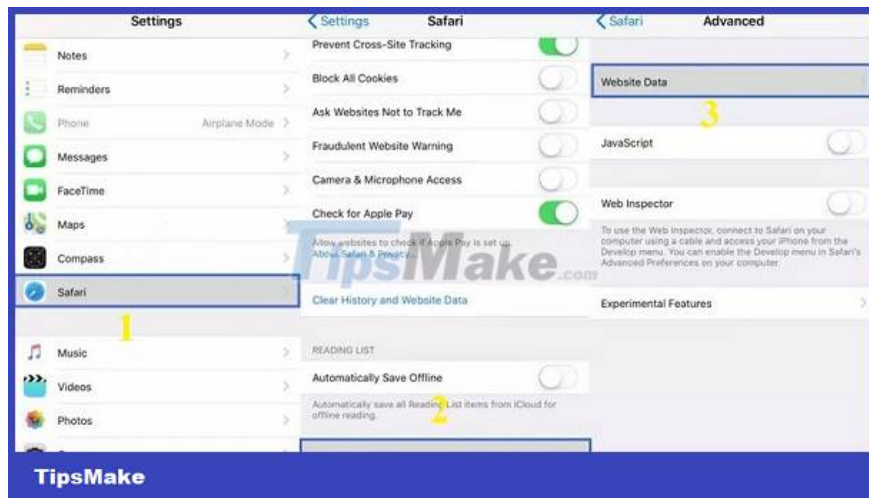 Settings
Notes
Reminders
Phone Airplane Mode
Messages
FaceTime
Maps
Compass
Safari
1
Music
Videos
Photos
Settings Safari
Prevent Cross-Site Tracking
Block All Cookies
Ask Websites Not to Track Me
Fraudulent Website Warning
Camera & Microphone Access
Check for Apple Pay
Allow websites to check if Apple Pay is set up.
About Safari & Privacy...
Clear History and Website Data
READING LIST
Automatically Save Offline
Automatically save all Reading List items from iCloud for
offline reading.
2
Safari Advanced
Website Data
3
JavaScript
Web Inspector
To use the Web Inspector, connect to Safari on your
computer using a cable and access your iPhone from the
Develop menu. You can enable the Develop menu in Safari's
Advanced Preferences on your computer.
Experimental Features
TipsMake.com
TipsMake